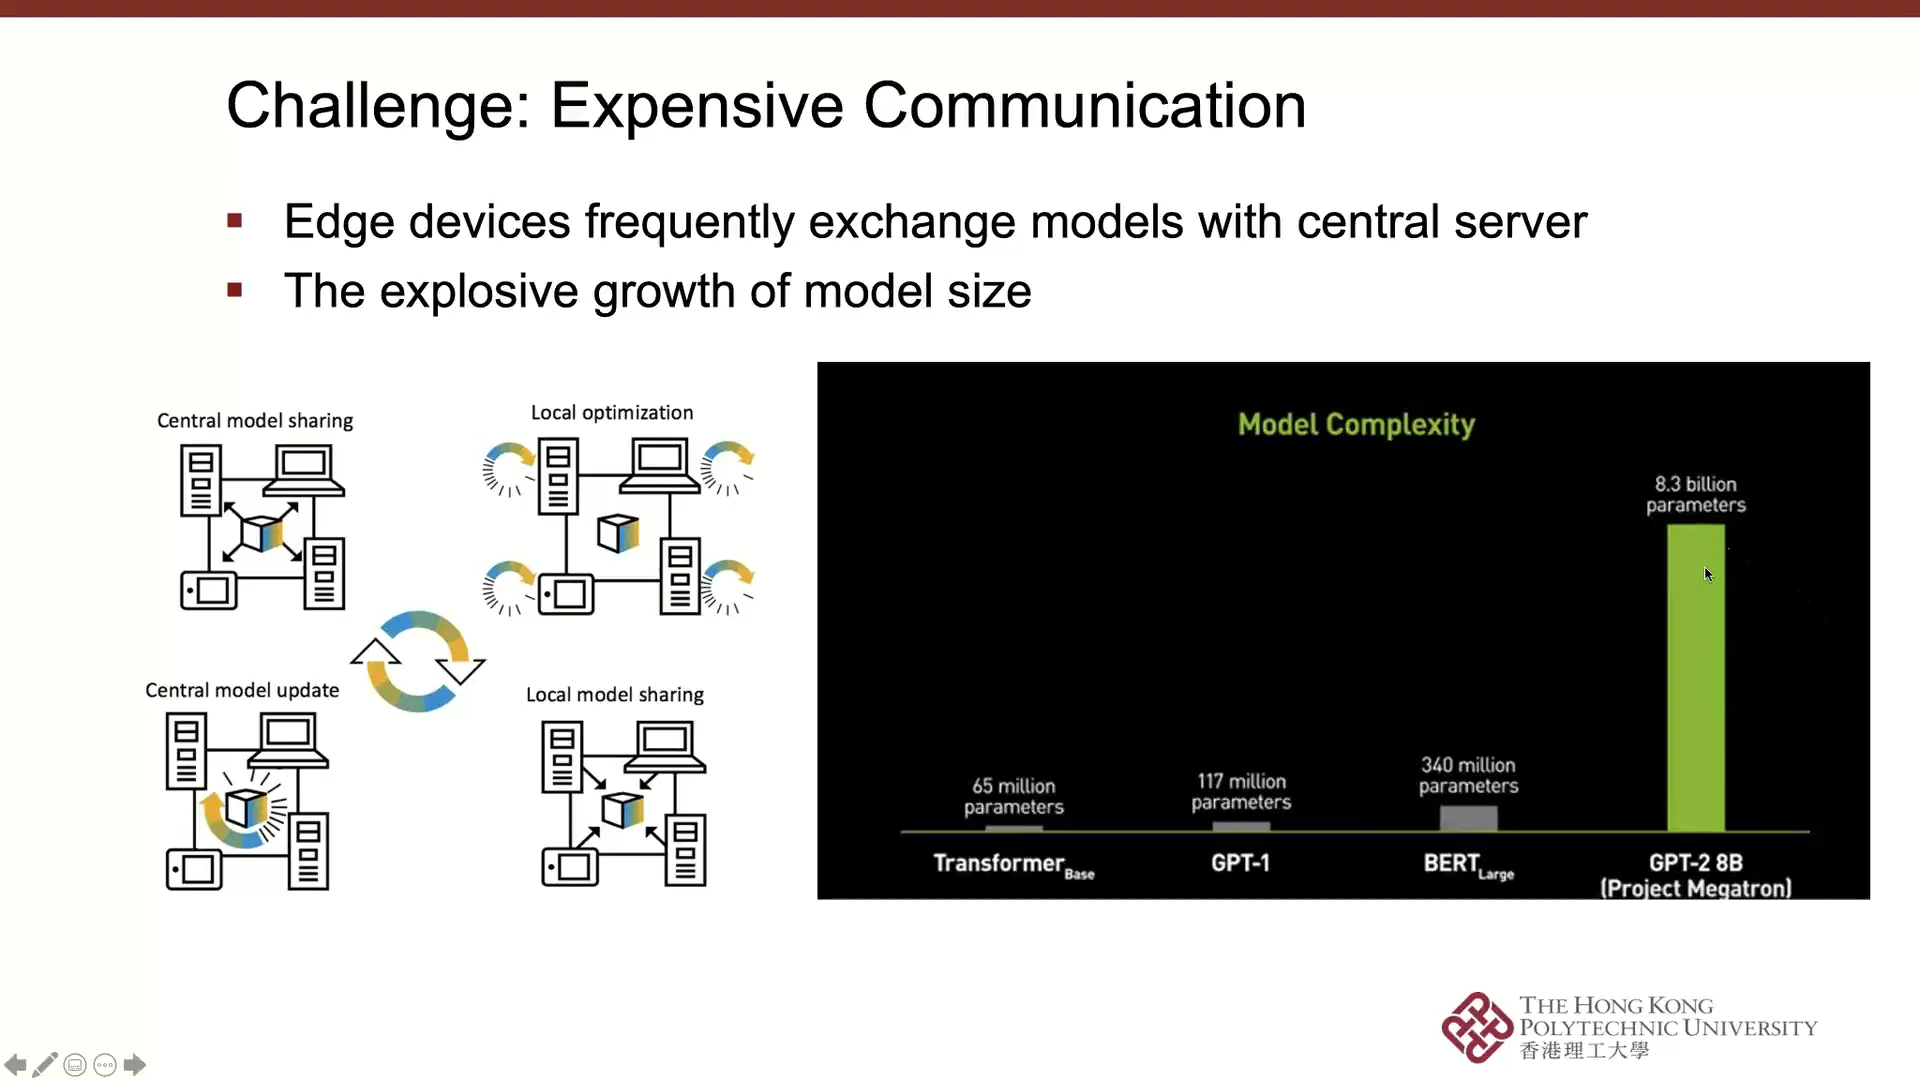 Challenge: Expensive Communication
Edge devices frequently exchange models with central server
The explosive growth of model size
Central model sharing
Local optimization
Central model update
Local model sharing
Model Complexity
8.3 billion
parameters
65 million
parameters
117 million
parameters
340 million
parameters
Transformer Base
GPT-1
BERT Large
GPT-2 8B
(Project Megatron)
THE HONG KONG
POLYTECHNIC UNIVERSITY
香港理工大學